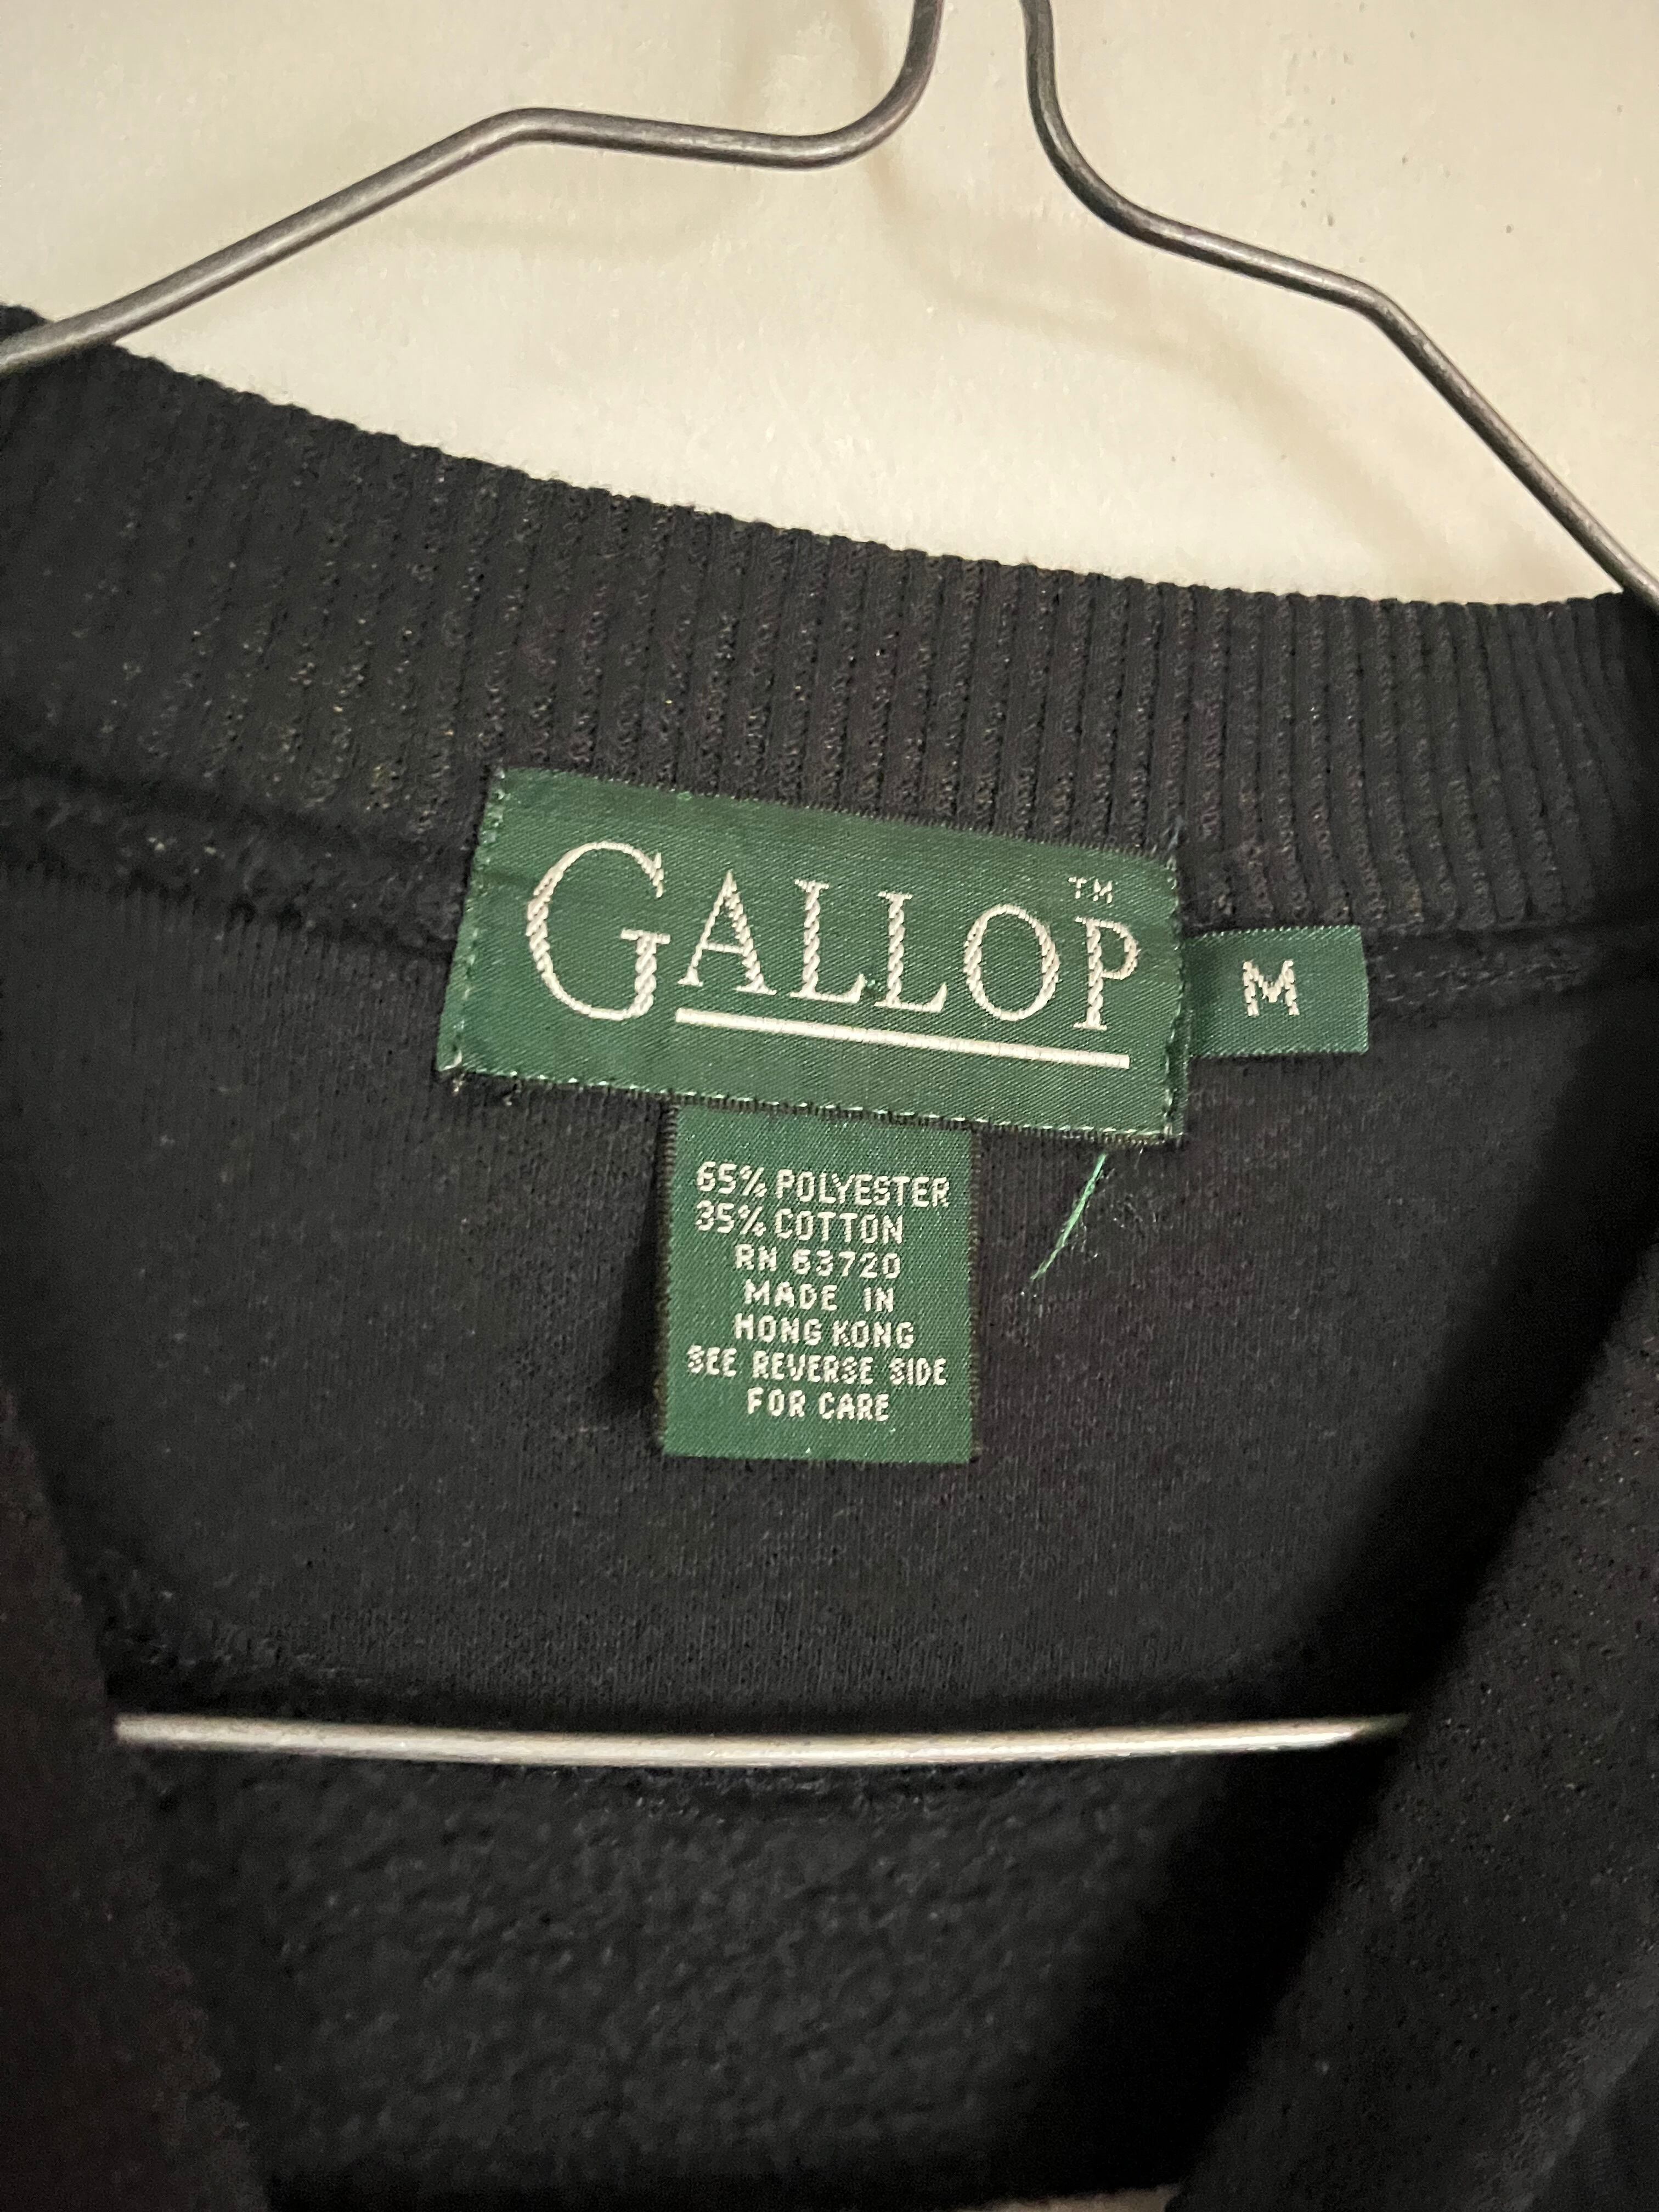 GALLOP™
M
65% POLYESTER
35% COTTON
RN 63720
MADE IN
HONG KONG
SEE REVERSE SIDE
FOR CARE